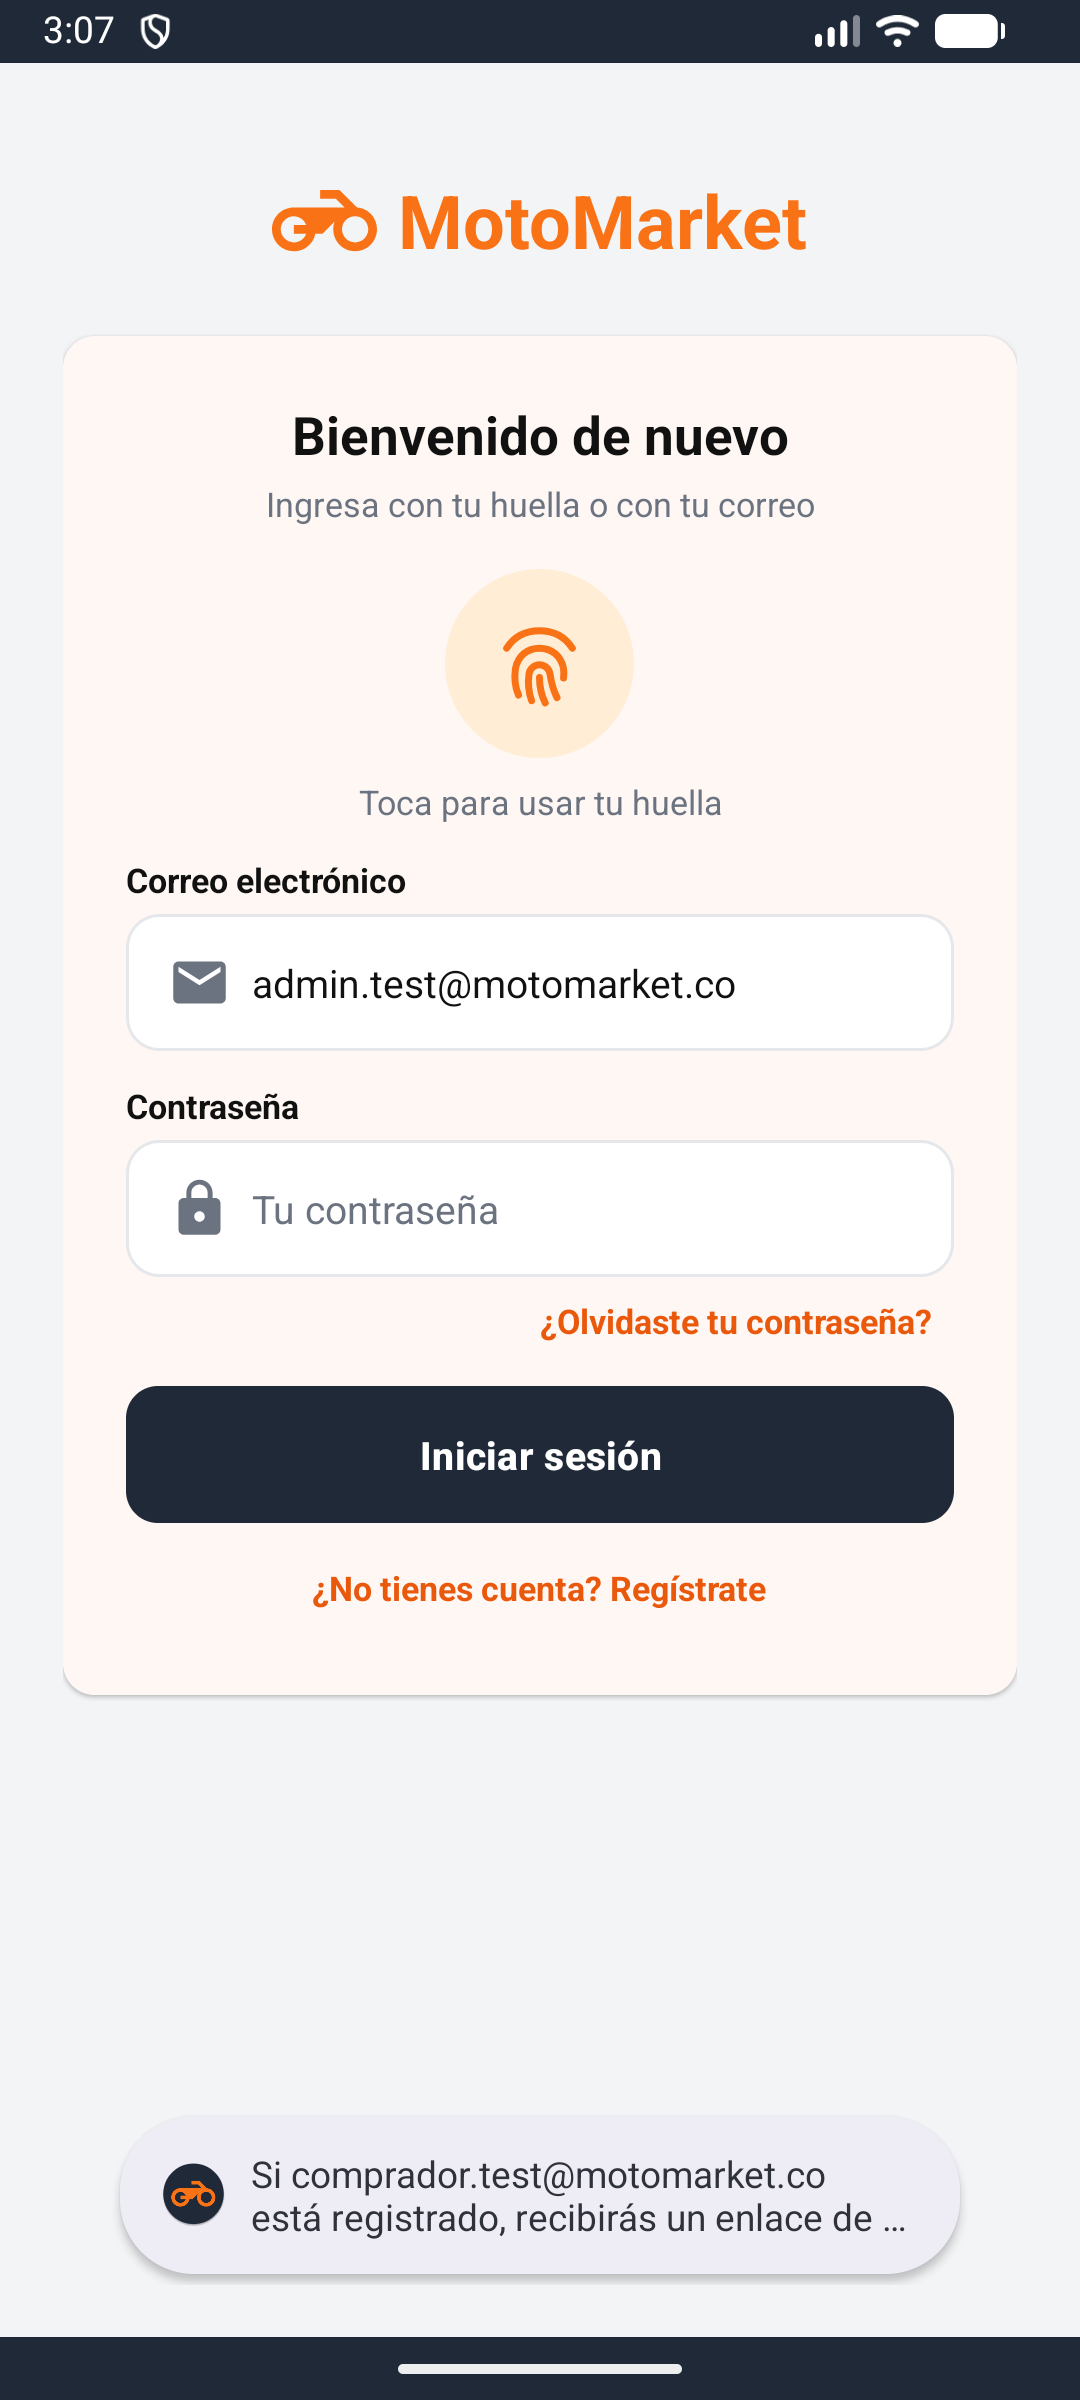 3:07
MotoMarket
Bienvenido de nuevo
Ingresa con tu huella o con tu correo
Toca para usar tu huella
Correo electrónico
admin.test@motomarket.co
Contraseña
Tu contraseña
¿Olvidaste tu contraseña?
Iniciar sesión
¿No tienes cuenta? Regístrate
Si comprador.test@motomarket.co
está registrado, recibirás un enlace de ...